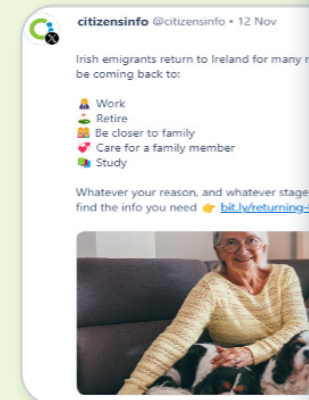 citizensinfo @citizensinfo • 12 Nov
Irish emigrants return to Ireland for many
be coming back to:
Work
Retire
Be closer to family
Care for a family member
Study
Whatever your reason, and whatever stage
find the info you need 👉 bit.ly/returning-